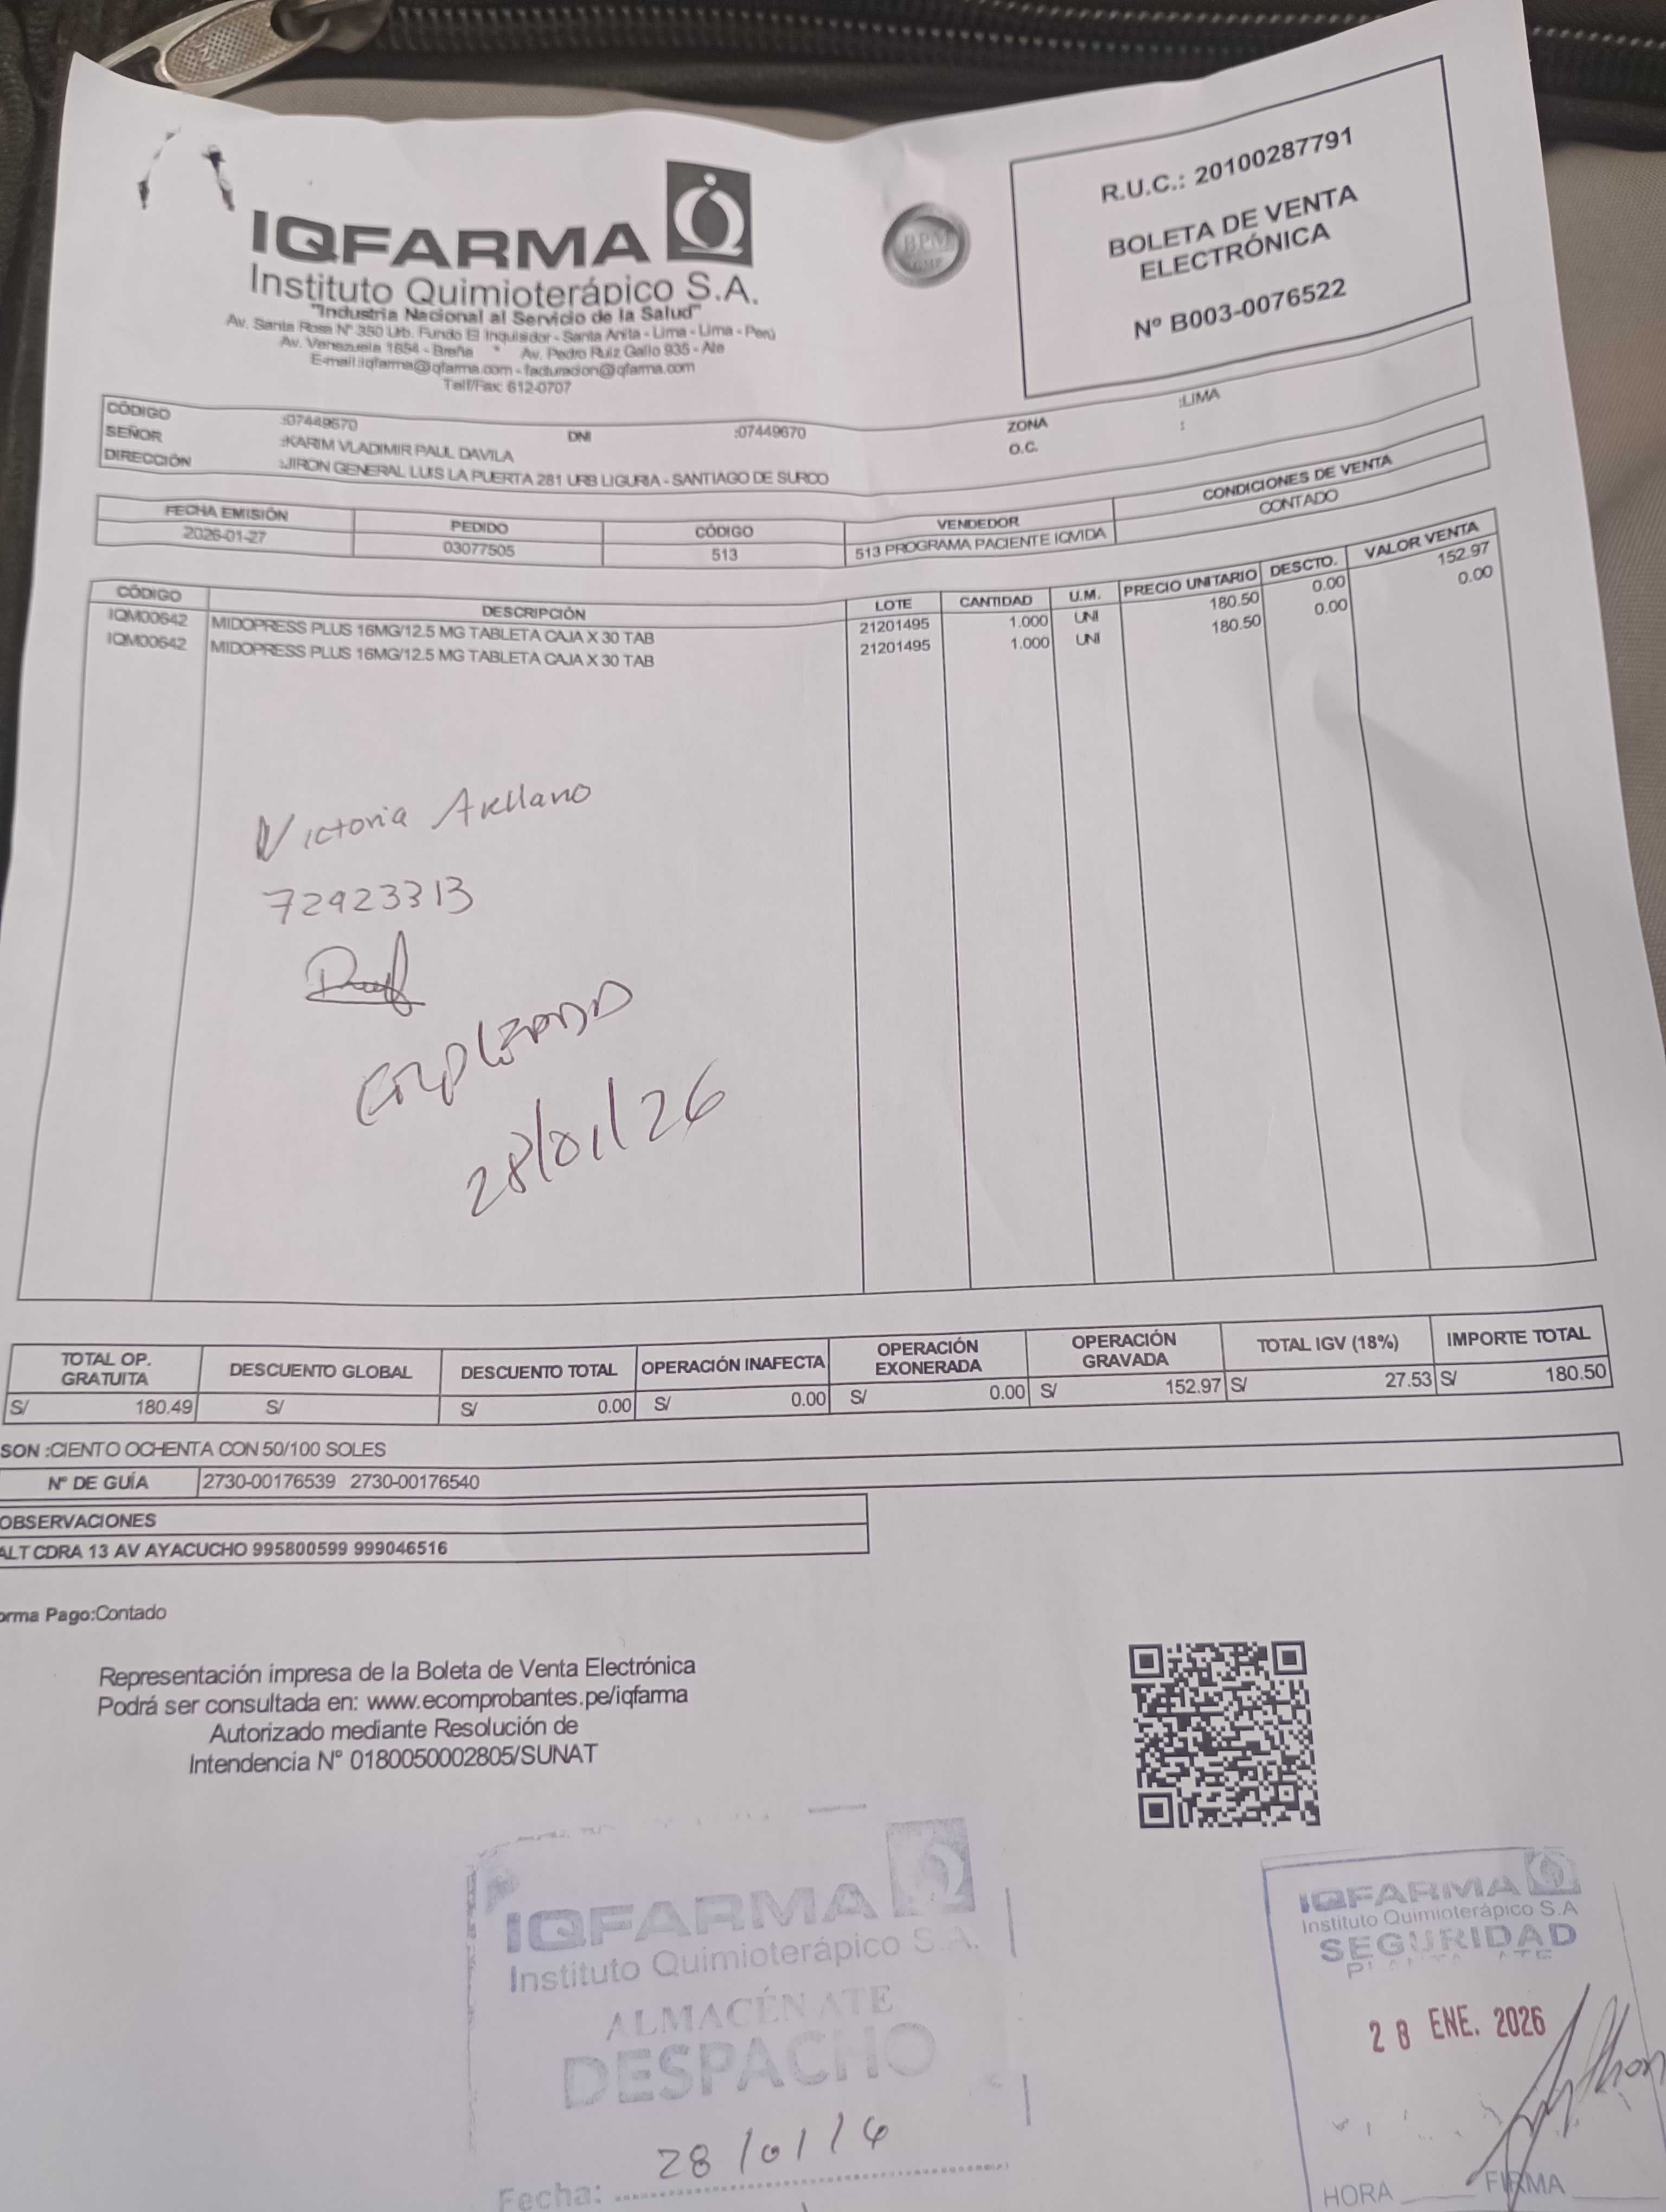 IQFARMA
Instituto Quimioterápico S.A.
"Industria Nacional al Servicio de la Salud"
Av. Santa Rosa N° 350 Urb. Fundo El Inquisidor - Santa Anita - Lima - Lima - Perú
Av. Venezuela 1654 - Breña * Av. Pedro Ruiz Gallo 935 - Ate
E-mail:iqfarma@iqfarma.com - facturacion@iqfarma.com
Telf/Fax: 612-0707
BPM
GMP
R.U.C.: 20100287791
BOLETA DE VENTA
ELECTRÓNICA
Nº B003-0076522
CÓDIGO :07449670 DNI :07449670 ZONA :LIMA
SEÑOR :KARIM VLADIMIR PAUL DAVILA O.C. :
DIRECCIÓN :JIRON GENERAL LUIS LA PUERTA 281 URB LIGURIA - SANTIAGO DE SURCO
FECHA EMISIÓN PEDIDO CÓDIGO VENDEDOR CONDICIONES DE VENTA
2026-01-27 03077505 513 513 PROGRAMA PACIENTE IQVIDA CONTADO
CÓDIGO DESCRIPCIÓN LOTE CANTIDAD U.M. PRECIO UNITARIO DESCTO. VALOR VENTA
IQM00642 MIDOPRESS PLUS 16MG/12.5 MG TABLETA CAJA X 30 TAB 21201495 1.000 UNI 180.50 0.00 152.97
IQM00642 MIDOPRESS PLUS 16MG/12.5 MG TABLETA CAJA X 30 TAB 21201495 1.000 UNI 180.50 0.00 0.00
Victoria Arellano
72923313
28/01/26
TOTAL OP. GRATUITA DESCUENTO GLOBAL DESCUENTO TOTAL OPERACIÓN INAFECTA OPERACIÓN EXONERADA OPERACIÓN GRAVADA TOTAL IGV (18%) IMPORTE TOTAL
S/ 180.49 S/ S/ 0.00 S/ 0.00 S/ 0.00 S/ 152.97 S/ 27.53 S/ 180.50
SON :CIENTO OCHENTA CON 50/100 SOLES
Nº DE GUÍA 2730-00176539 2730-00176540
OBSERVACIONES
ALT CDRA 13 AV AYACUCHO 995800599 999046516
orma Pago:Contado
Representación impresa de la Boleta de Venta Electrónica
Podrá ser consultada en: www.ecomprobantes.pe/iqfarma
Autorizado mediante Resolución de
Intendencia N° 0180050002805/SUNAT
IQFARMA
Instituto Quimioterápico S.A.
ALMACÉN ATE
DESPACHO
28/01/6
Fecha:
IQFARMA
Instituto Quimioterápico S.A
SEGURIDAD
28 ENE. 2026
HORA FIRMA